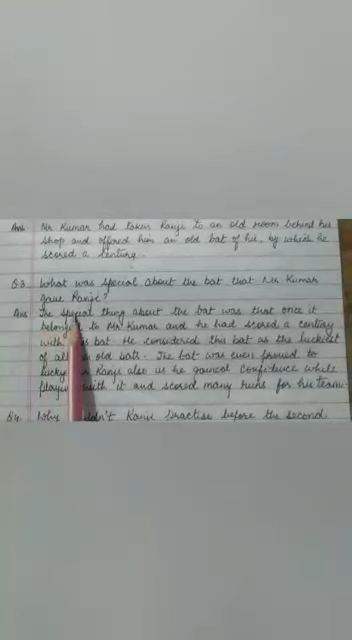 Ans Mr Kumar had taken Ranji to an old room behind his
shop and offered him an old bat of his, by which he
scored a century.
Q3. What was special about the bat that Mr Kumar
gave Ranji?
Ans The special thing about the bat was that once it
belong to Mr Kumar and he had scored a century
with bat. He considered this bat as the luckiest
of all old bats. The bat was even proved to
lucky Ranji also as he gained confidence while
with it and scored many runs for his team.
Q4. Why Ranji practise before the second